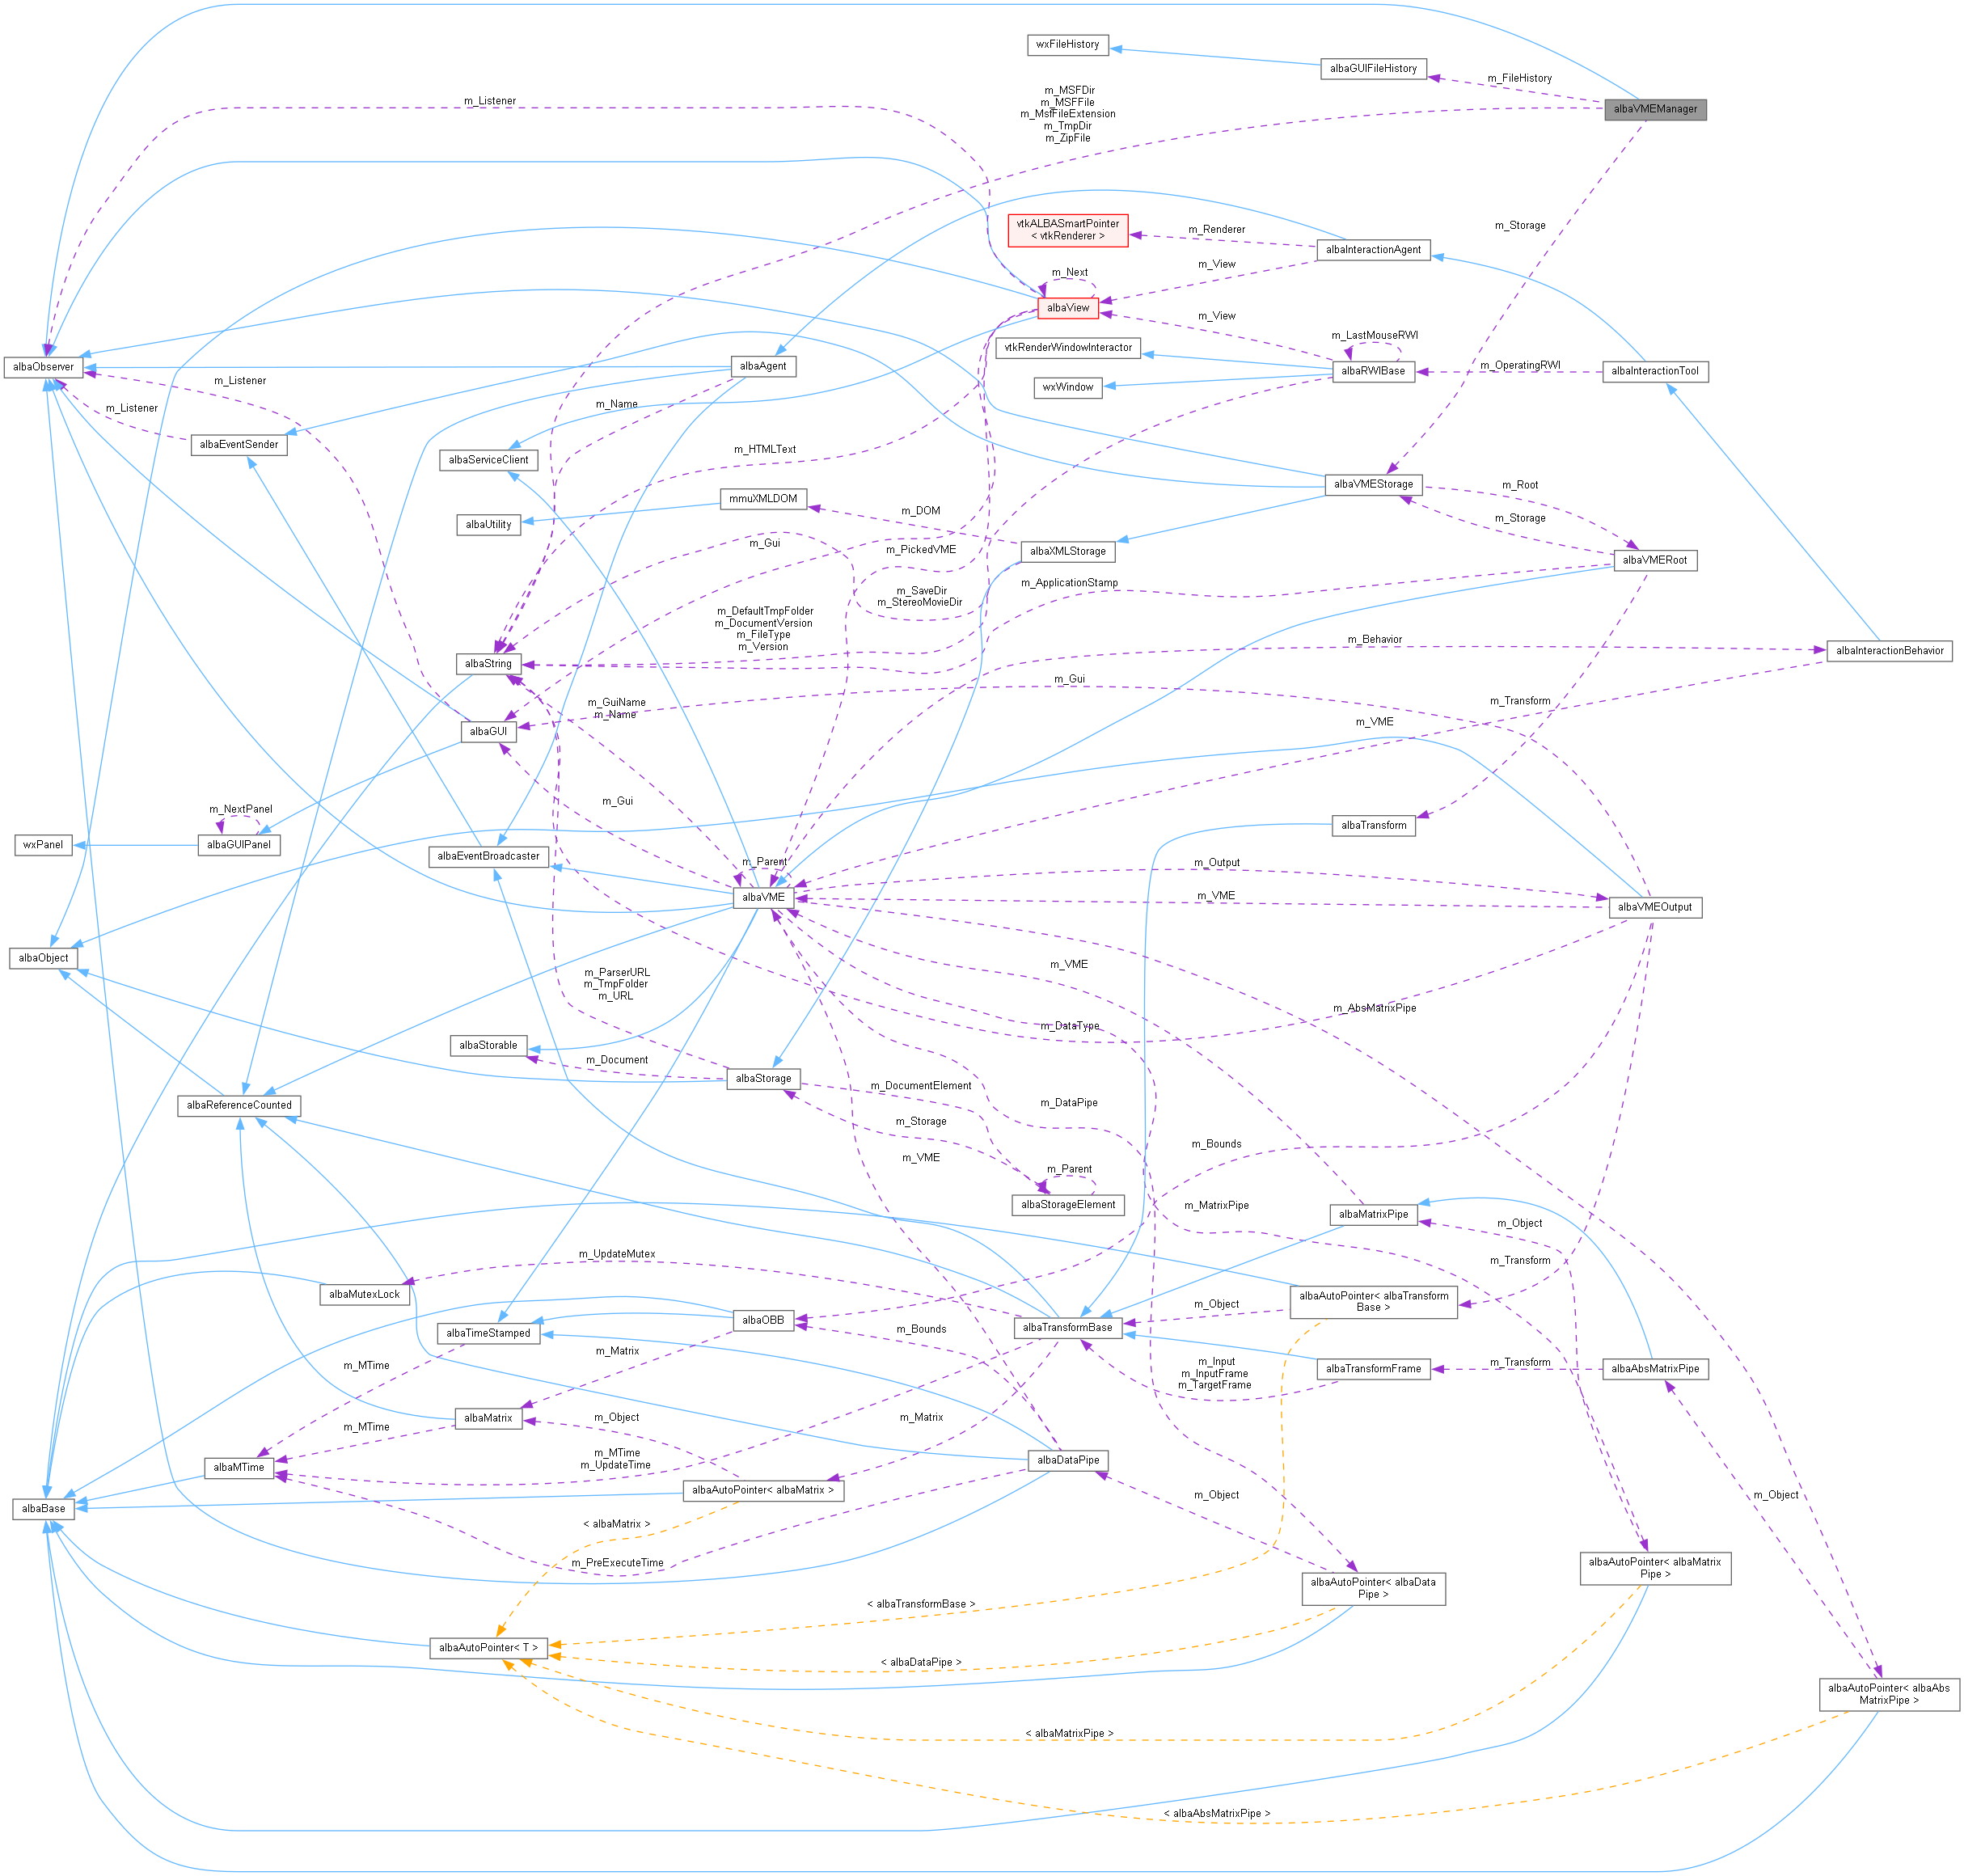 wxFileHistory
albaGUIFileHistory
m_FileHistory
albaVMEManager
m_Listener
m_MSFDir
m_MSFFile
m_MsfFileExtension
m_TmpDir
m_ZipFile
vtkALBASmartPointer
< vtkRenderer >
m_Renderer
albaInteractionAgent
m_Storage
m_View
m_Next
albaView
m_View
m_LastMouseRWI
vtkRenderWindowInteractor
albaObserver
albaAgent
albaRWIBase
m_OperatingRWI
albaInteractionTool
wxWindow
m_Listener
m_Listener
m_Name
albaEventSender
albaServiceClient
m_HTMLText
albaVMEStorage
m_Root
mmuXMLDOM
m_DOM
m_Storage
albaUtility
m_Gui
m_PickedVME
albaXMLStorage
albaVMERoot
m_ApplicationStamp
m_SaveDir
m_StereoMovieDir
m_DefaultTmpFolder
m_DocumentVersion
m_FileType
m_Version
m_Behavior
albaInteractionBehavior
albaString
m_Gui
m_GuiName
m_Name
m_Transform
albaGUI
m_VME
m_Gui
m_NextPanel
albaTransform
wxPanel
albaGUIPanel
albaEventBroadcaster
m_Parent
m_Output
albaVME
m_VME
albaVMEOutput
albaObject
m_VME
m_ParserURL
m_TmpFolder
m_URL
m_AbsMatrixPipe
m_DataType
albaStorable
m_Document
albaStorage
m_DocumentElement
albaReferenceCounted
m_DataPipe
m_Storage
m_Bounds
m_VME
m_Parent
albaStorageElement
m_MatrixPipe
albaMatrixPipe
m_Object
m_UpdateMutex
m_Transform
albaMutexLock
albaAutoPointer< albaTransform
Base >
m_Object
albaOBB
albaTransformBase
albaTimeStamped
m_Bounds
m_Matrix
m_MTime
m_Input
m_InputFrame
m_TargetFrame
albaTransformFrame
m_Transform
albaAbsMatrixPipe
albaMatrix
m_Object
m_Matrix
m_MTime
m_MTime
m_UpdateTime
albaMTime
albaDataPipe
albaAutoPointer< albaMatrix >
m_Object
m_Object
albaBase
< albaMatrix >
m_PreExecuteTime
albaAutoPointer< albaMatrix
Pipe >
albaAutoPointer< albaData
Pipe >
< albaTransformBase >
albaAutoPointer< T >
< albaDataPipe >
albaAutoPointer< albaAbs
MatrixPipe >
< albaMatrixPipe >
< albaAbsMatrixPipe >